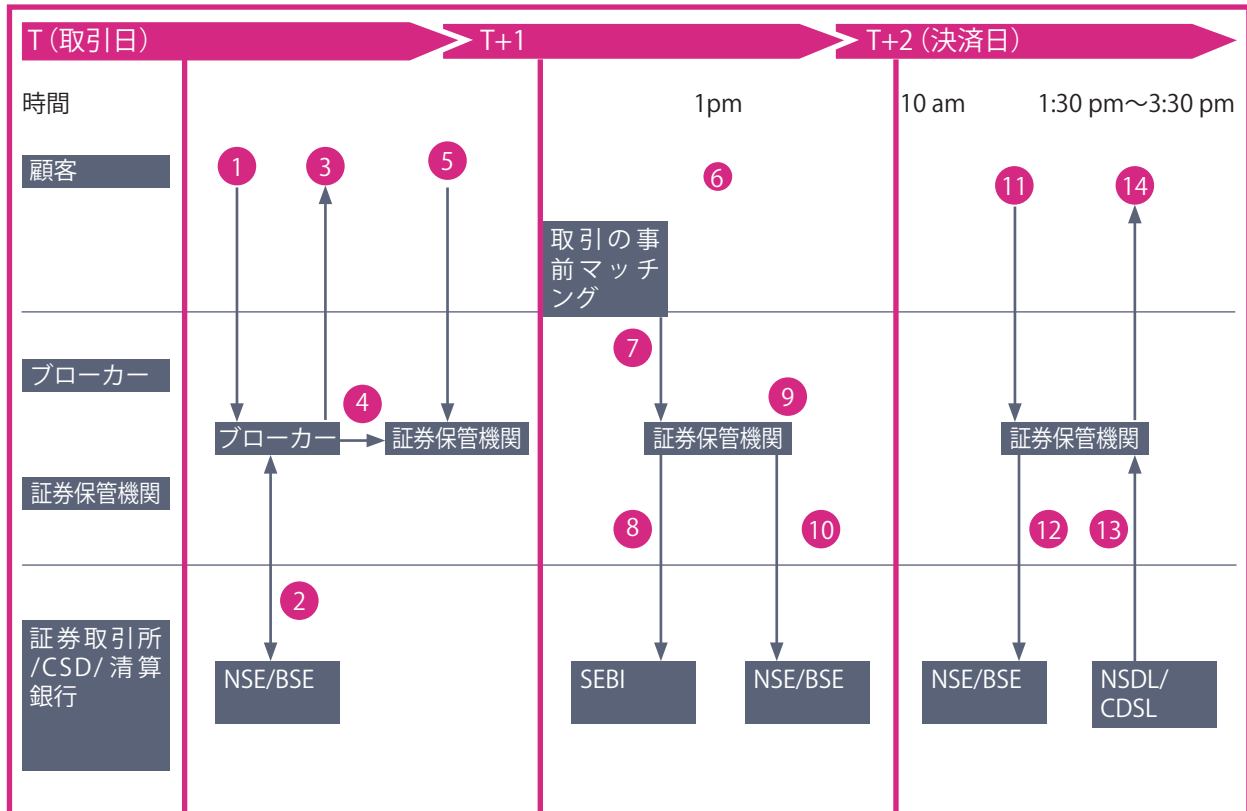 T（取引日）
T+1
T+2（決済日）
時間
1pm
10 am
1:30 pm～3:30 pm
顧客
1
3
5
6
11
14
取引の事
前マッチ
ング
ブローカー
7
4
9
ブローカー
証券保管機関
証券保管機関
証券保管機関
証券保管機関
8
10
12
13
2
証券取引所
/CSD/清算
銀行
NSE/BSE
SEBI
NSE/BSE
NSE/BSE
NSDL/
CDSL